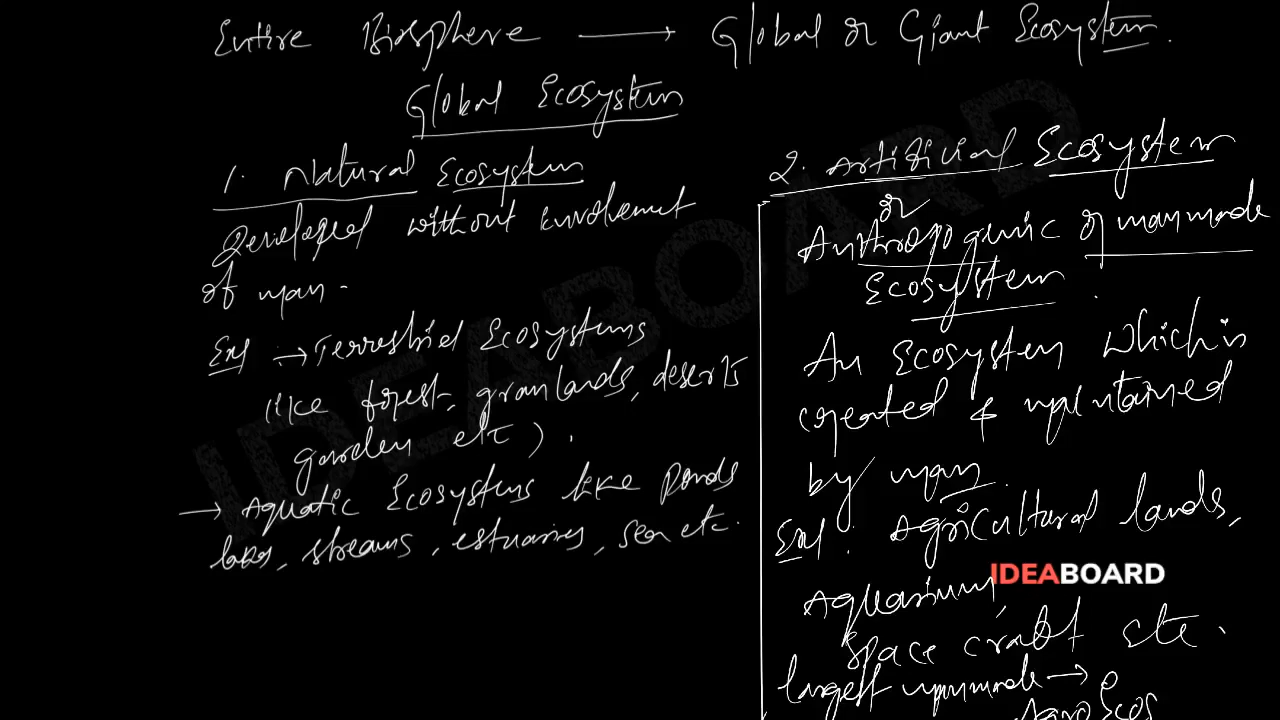 Entire Biosphere → Global or Giant Ecosystem.
Global Ecosystem
1. Natural Ecosystem
Developed without involvement
of man.
Ex: → Terrestrial Ecosystems
like forest, grasslands, deserts
garden etc).
→ Aquatic Ecosystems like Ponds
lakes, streams, estuaries, sea etc.
2. Artificial Ecosystem
or
Anthropogenic or manmade
Ecosystem
An Ecosystem which is
created & maintained
by man.
Ex: Agricultural lands,
IDEABOARD
Aquarium,
Space craft etc.
largest manmade →
IDEABOARD